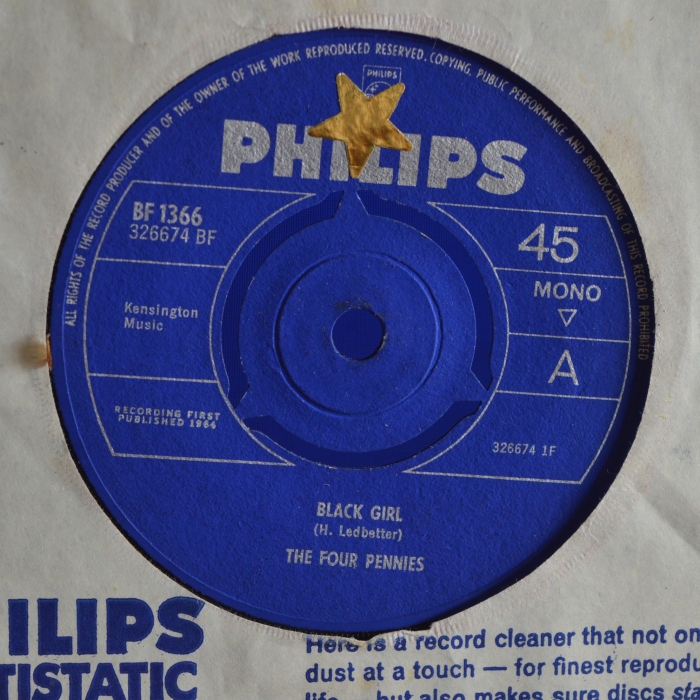 ALL RIGHTS OF THE RECORD PRODUCER AND OF THE OWNER OF THE WORK REPRODUCED RESERVED. COPYING, PUBLIC PERFORMANCE AND BROADCASTING OF THIS RECORD PROHIBITED
PHILIPS
PHILIPS
BF 1366
326674 BF
45
Kensington
Music
MONO
A
RECORDING FIRST
PUBLISHED 1964
326674 1F
BLACK GIRL
(H. Ledbetter)
THE FOUR PENNIES
ILIPS
TISTATIC
Here is a record cleaner that not on
dust at a touch — for finest reprodu
but also makes sure discs